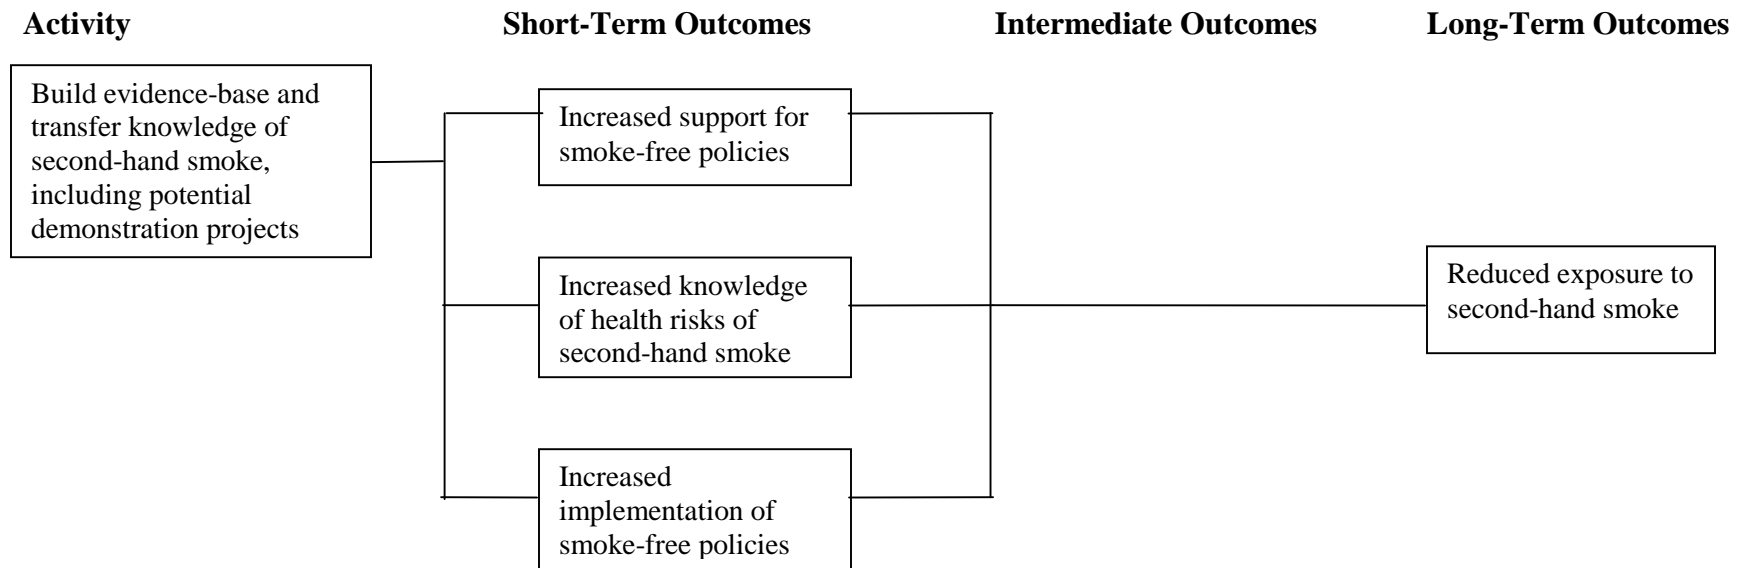 Activity
Short-Term Outcomes
Intermediate Outcomes
Long-Term Outcomes
Build evidence-base and
transfer knowledge of
second-hand smoke,
including potential
demonstration projects
Increased support for
smoke-free policies
Increased knowledge
of health risks of
second-hand smoke
Increased
implementation of
smoke-free policies
Reduced exposure to
second-hand smoke